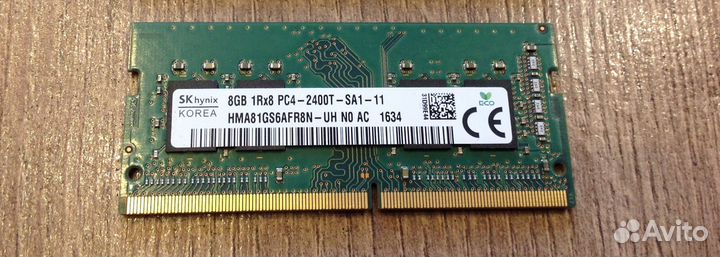 SK hynix
KOREA
8GB 1Rx8 PC4-2400T-SA1-11
HMA81GS6AFR8N-UH N0 AC 1634
ECO
CE
Avito